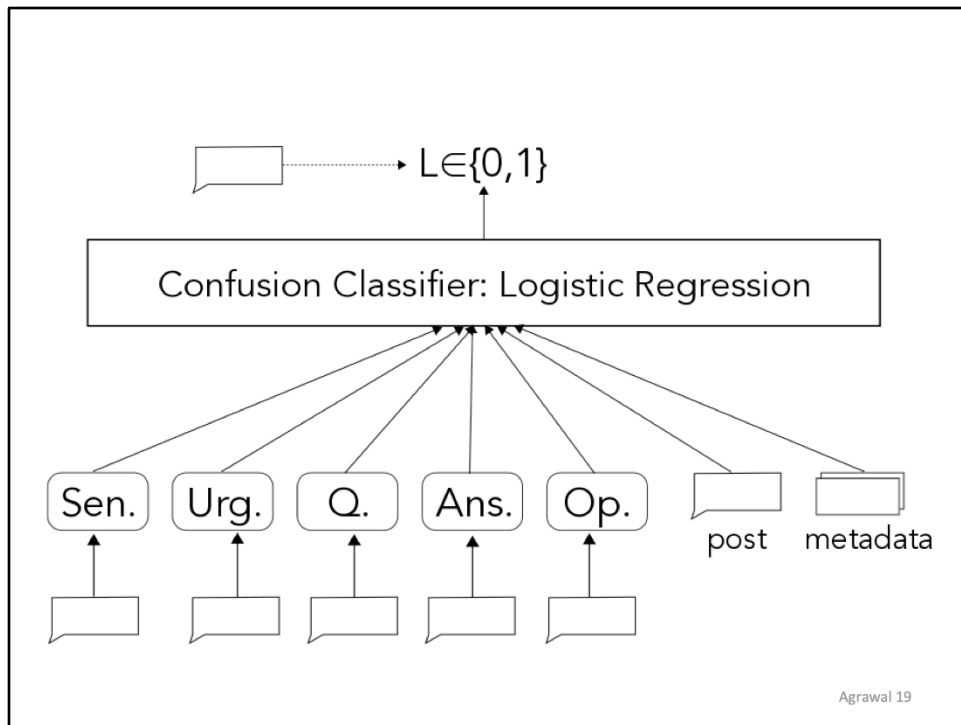 L∈{0,1}
Confusion Classifier: Logistic Regression
Sen. Urg. Q. Ans. Op.
post metadata
Agrawal 19